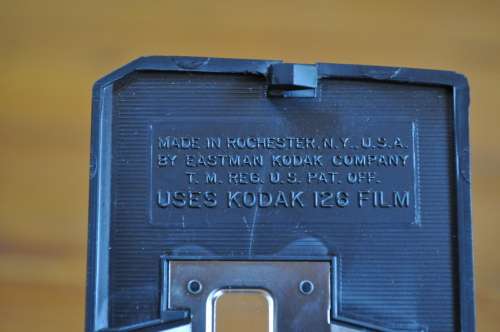 MADE IN ROCHESTER, N.Y., U.S.A.
BY EASTMAN KODAK COMPANY
T. M. REG. U.S. PAT. OFF.
USES KODAK 126 FILM